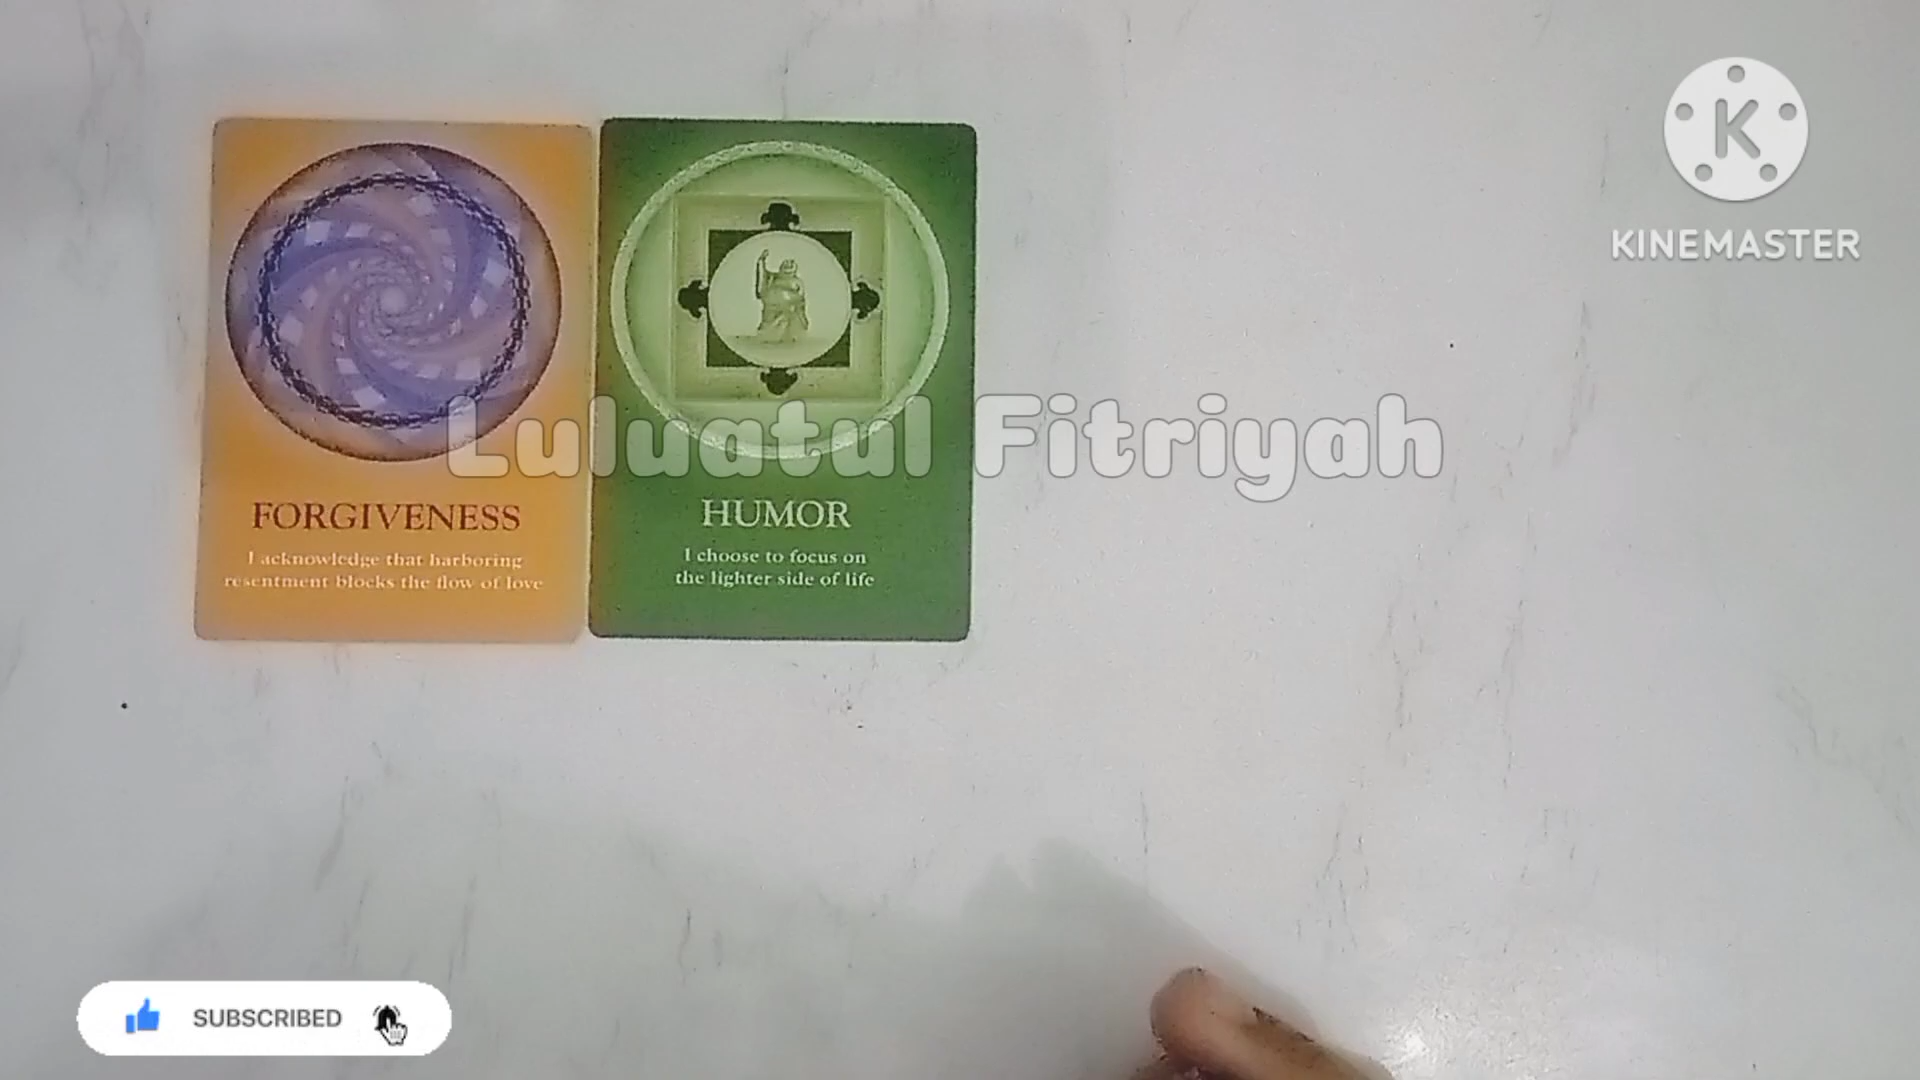 KINEMASTER
Luluatul Fitriyah
FORGIVENESS
I acknowledge that harboring
resentment blocks the flow of love
HUMOR
I choose to focus on
the lighter side of life
SUBSCRIBED